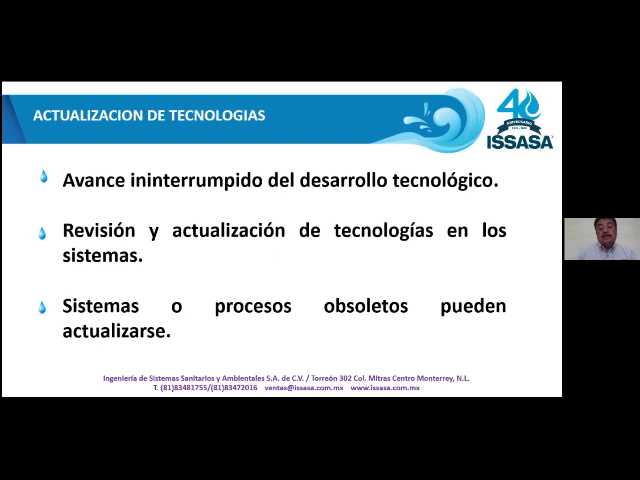 ACTUALIZACION DE TECNOLOGIAS
40
ANIVERSARIO
ISSASA
Avance ininterrumpido del desarrollo tecnológico.
Revisión y actualización de tecnologías en los
sistemas.
Sistemas o procesos obsoletos pueden
actualizarse.
Ingeniería de Sistemas Sanitarios y Ambientales S.A. de C.V. / Torreón 302 Col. Mitras Centro Monterrey, N.L.
T. (81)83481755/(81)83472016 ventas@issasa.com.mx www.issasa.com.mx